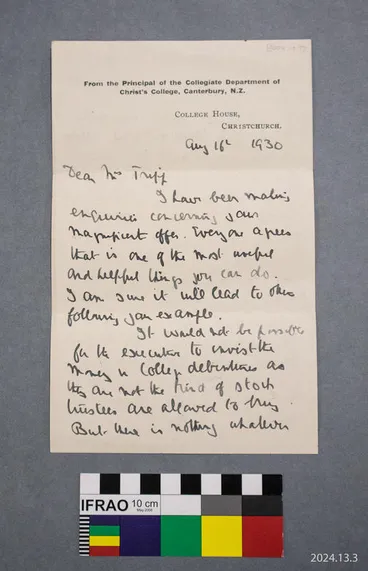 From the Principal of the Collegiate Department of
Christ's College, Canterbury, N.Z.
COLLEGE HOUSE,
CHRISTCHURCH.
Aug 16th 1930
Dear Mrs Tripp
I have been making
enquiries concerning your
magnificent offer. Everyone agrees
that is one of the most useful
and helpful things you can do.
I am sure it will lead to others
following your example.
It would not be possible
for the executors to invest the
money in College debentures as
they are not the kind of stock
trustees are allowed to buy.
But there is nothing whatever
IFRAO 10 cm
2024.13.3